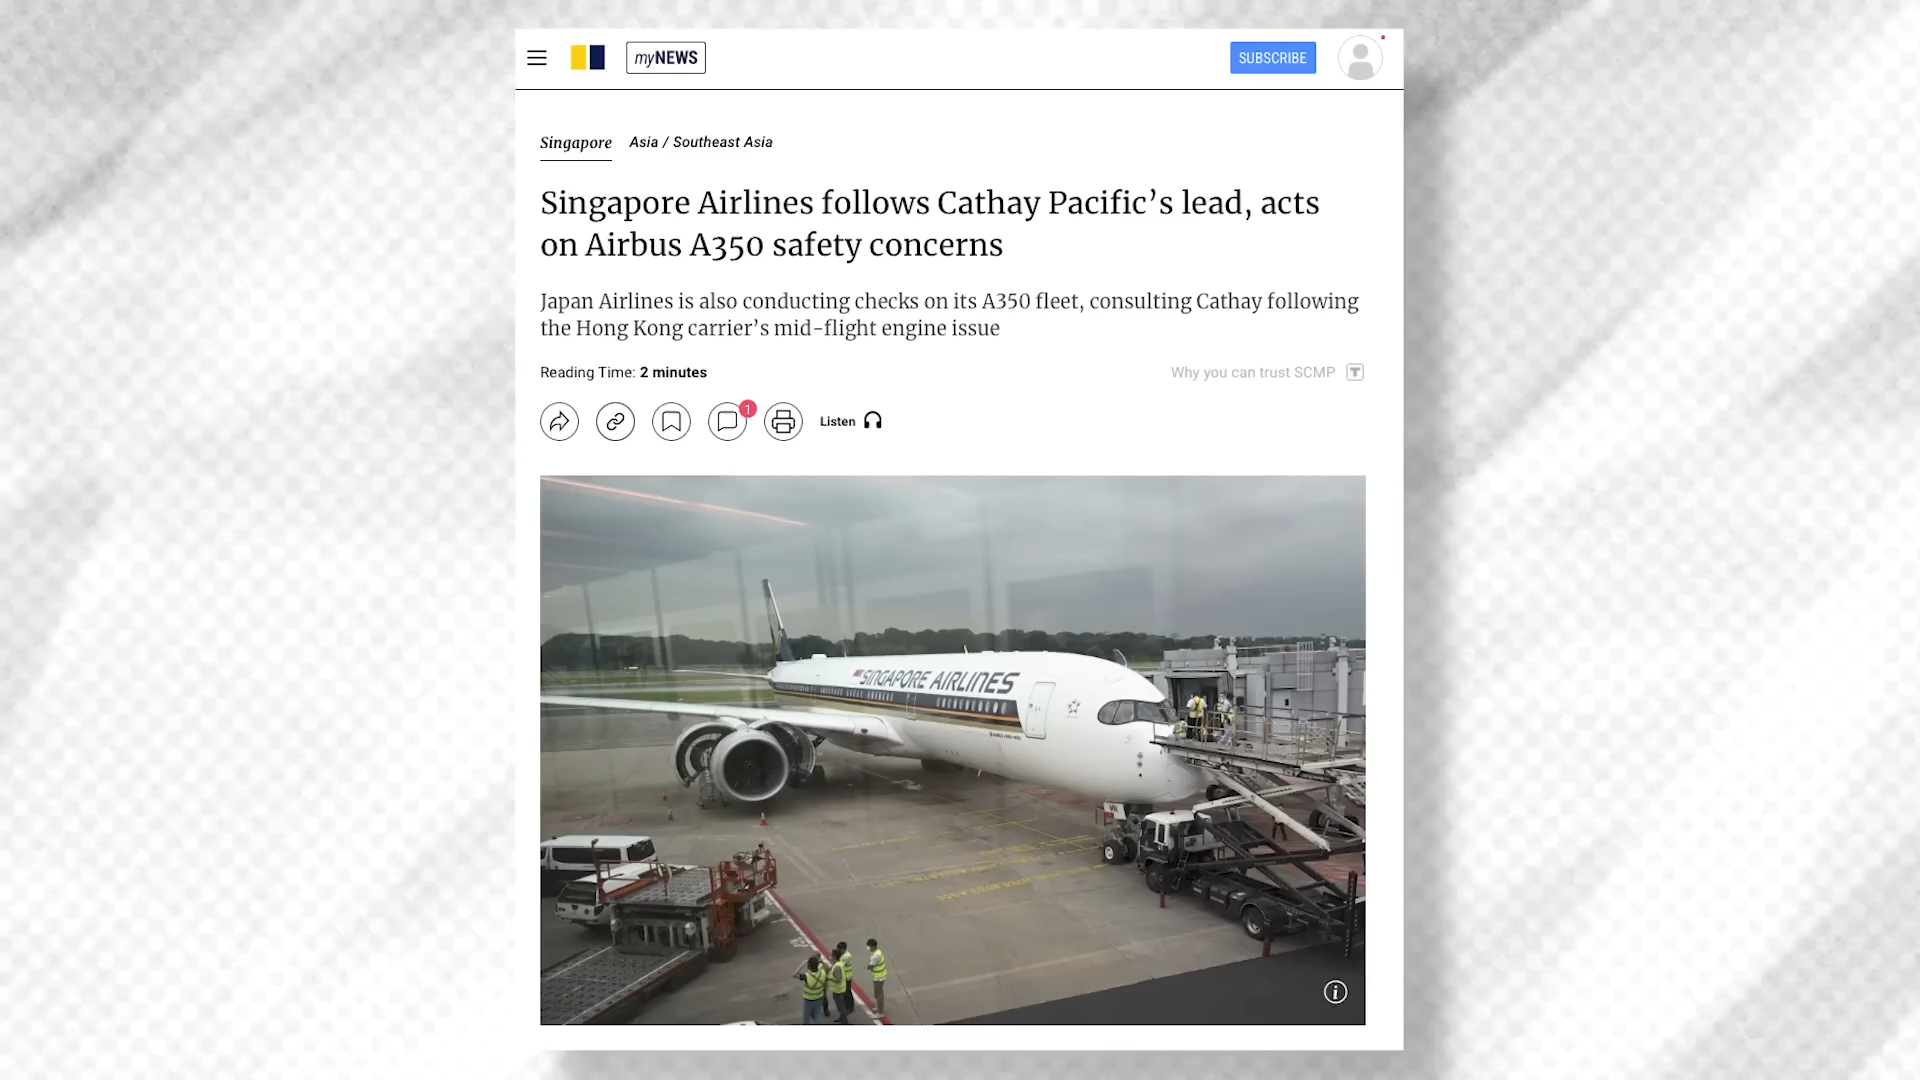 myNEWS
SUBSCRIBE
Singapore Asia / Southeast Asia
Singapore Airlines follows Cathay Pacific’s lead, acts
on Airbus A350 safety concerns
Japan Airlines is also conducting checks on its A350 fleet, consulting Cathay following
the Hong Kong carrier’s mid-flight engine issue
Reading Time: 2 minutes
Why you can trust SCMP T
1
Listen
SINGAPORE AIRLINES